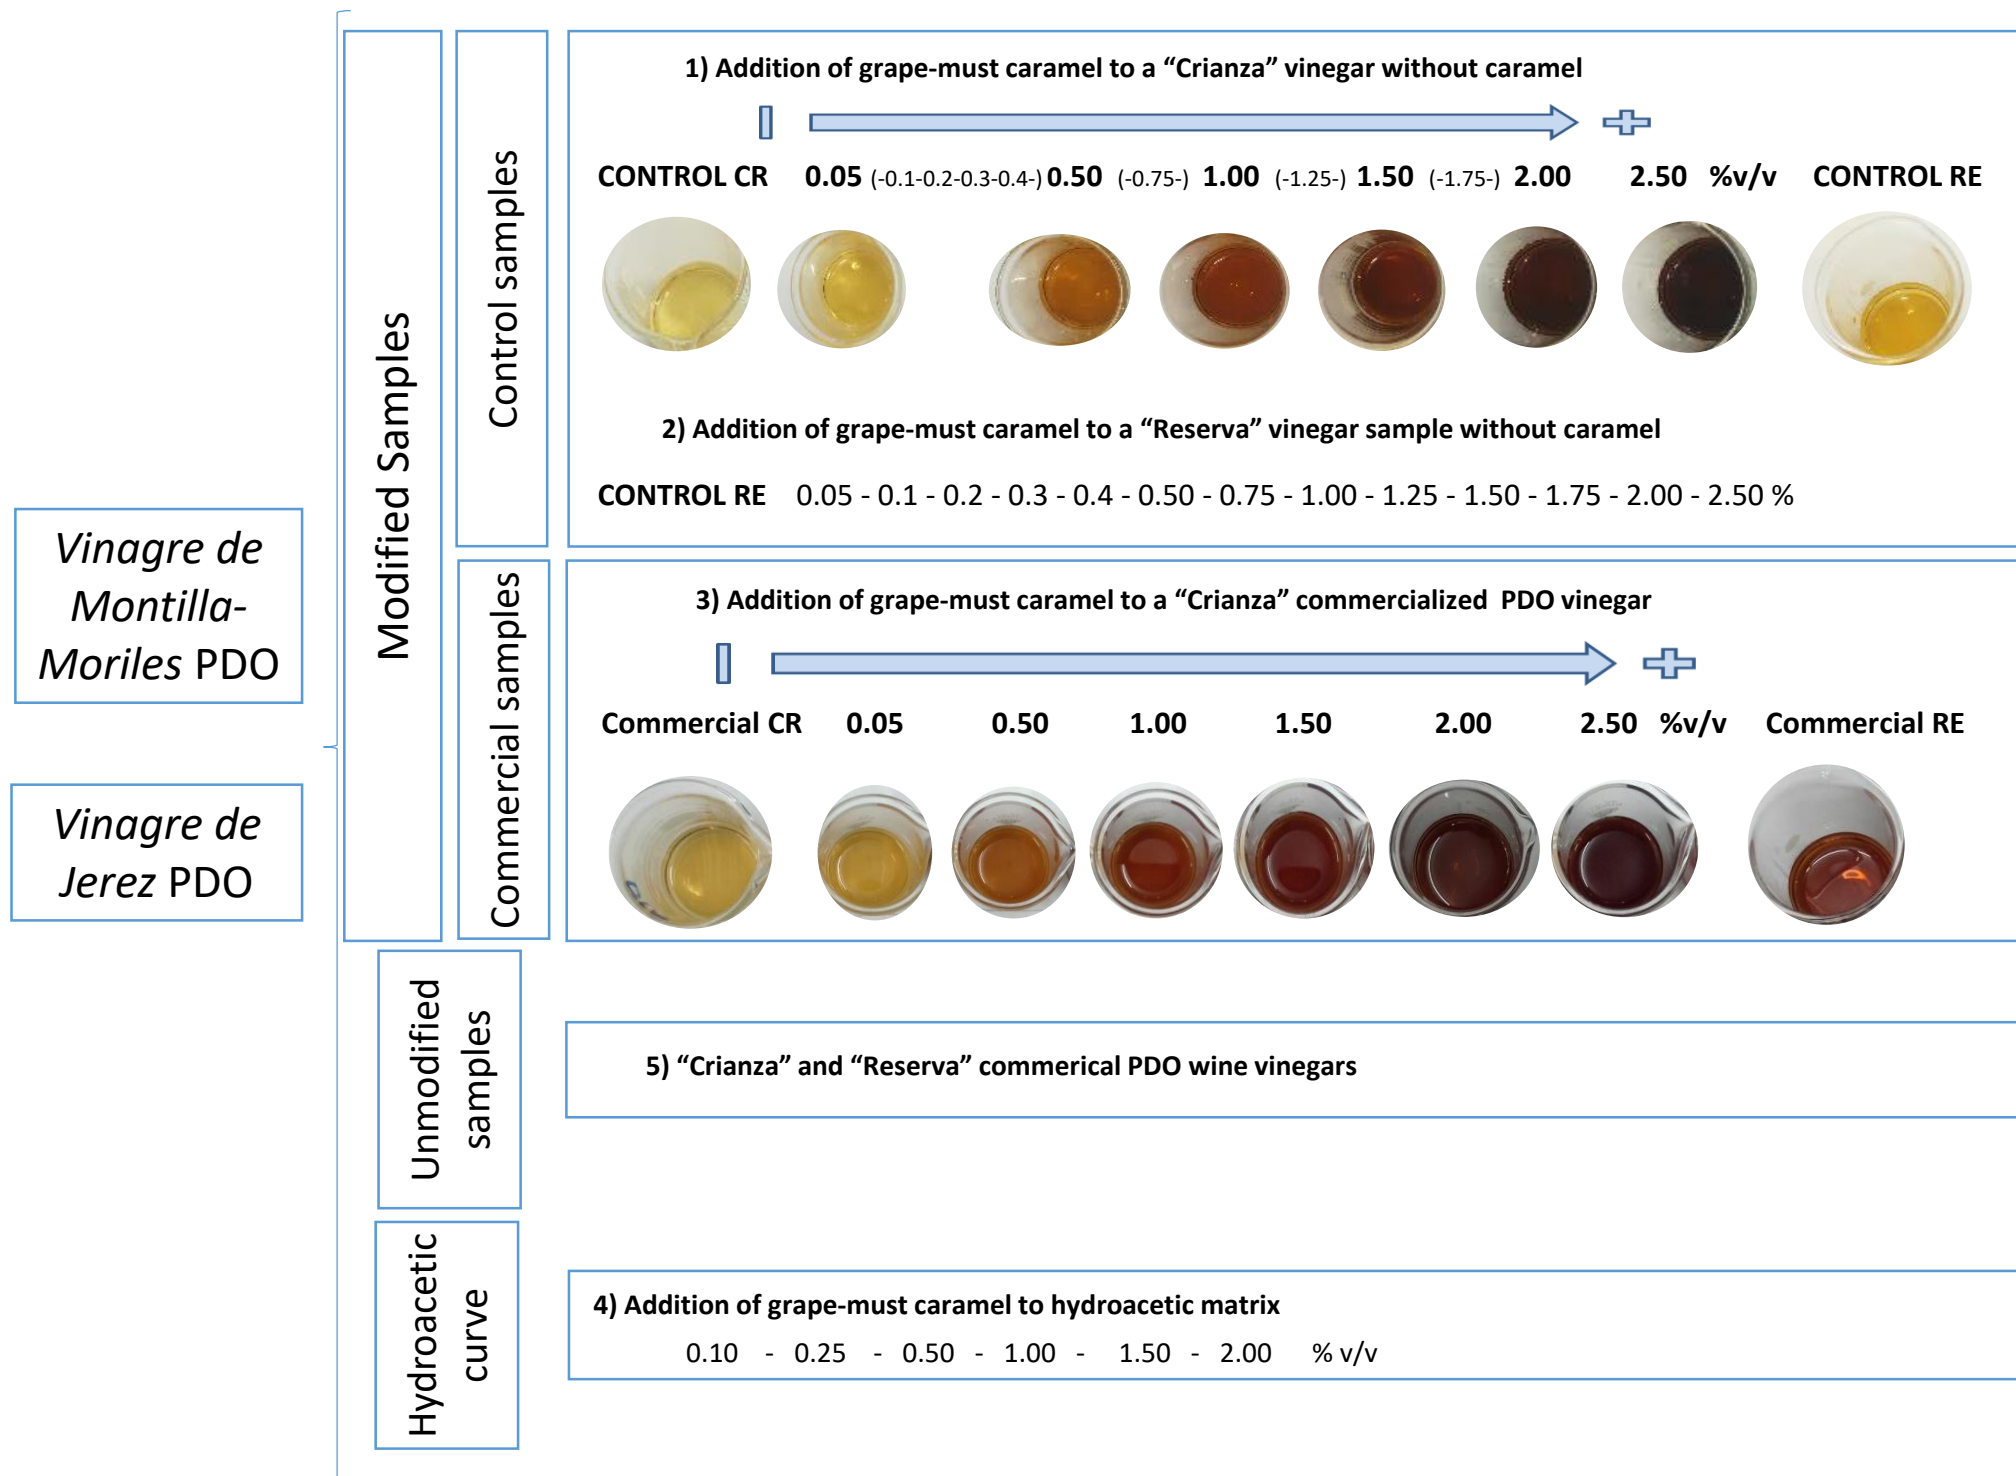 Vinagre de
Montilla-
Moriles PDO
Vinagre de
Jerez PDO
Modified Samples
Control samples
1) Addition of grape-must caramel to a “Crianza” vinegar without caramel
CONTROL CR 0.05 (-0.1-0.2-0.3-0.4-) 0.50 (-0.75-) 1.00 (-1.25-) 1.50 (-1.75-) 2.00 2.50 %v/v CONTROL RE
2) Addition of grape-must caramel to a “Reserva” vinegar sample without caramel
CONTROL RE 0.05 - 0.1 - 0.2 - 0.3 - 0.4 - 0.50 - 0.75 - 1.00 - 1.25 - 1.50 - 1.75 - 2.00 - 2.50 %
Commercial samples
3) Addition of grape-must caramel to a “Crianza” commercialized PDO vinegar
Commercial CR 0.05 0.50 1.00 1.50 2.00 2.50 %v/v Commercial RE
Unmodified
samples
5) “Crianza” and “Reserva” commerical PDO wine vinegars
Hydroacetic
curve
4) Addition of grape-must caramel to hydroacetic matrix
0.10 - 0.25 - 0.50 - 1.00 - 1.50 - 2.00 % v/v